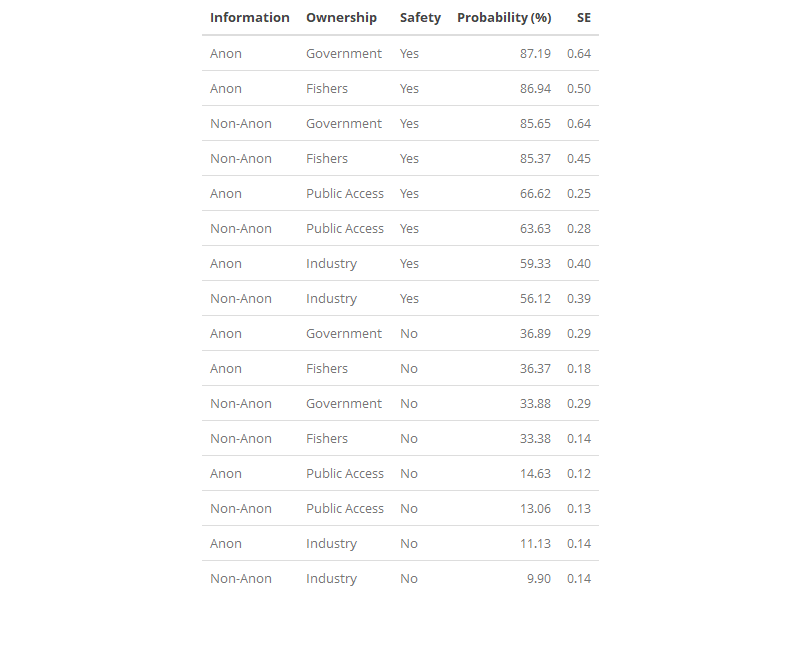 Information Ownership Safety Probability (%) SE
Anon Government Yes 87.19 0.64
Anon Fishers Yes 86.94 0.50
Non-Anon Government Yes 85.65 0.64
Non-Anon Fishers Yes 85.37 0.45
Anon Public Access Yes 66.62 0.25
Non-Anon Public Access Yes 63.63 0.28
Anon Industry Yes 59.33 0.40
Non-Anon Industry Yes 56.12 0.39
Anon Government No 36.89 0.29
Anon Fishers No 36.37 0.18
Non-Anon Government No 33.88 0.29
Non-Anon Fishers No 33.38 0.14
Anon Public Access No 14.63 0.12
Non-Anon Public Access No 13.06 0.13
Anon Industry No 11.13 0.14
Non-Anon Industry No 9.90 0.14